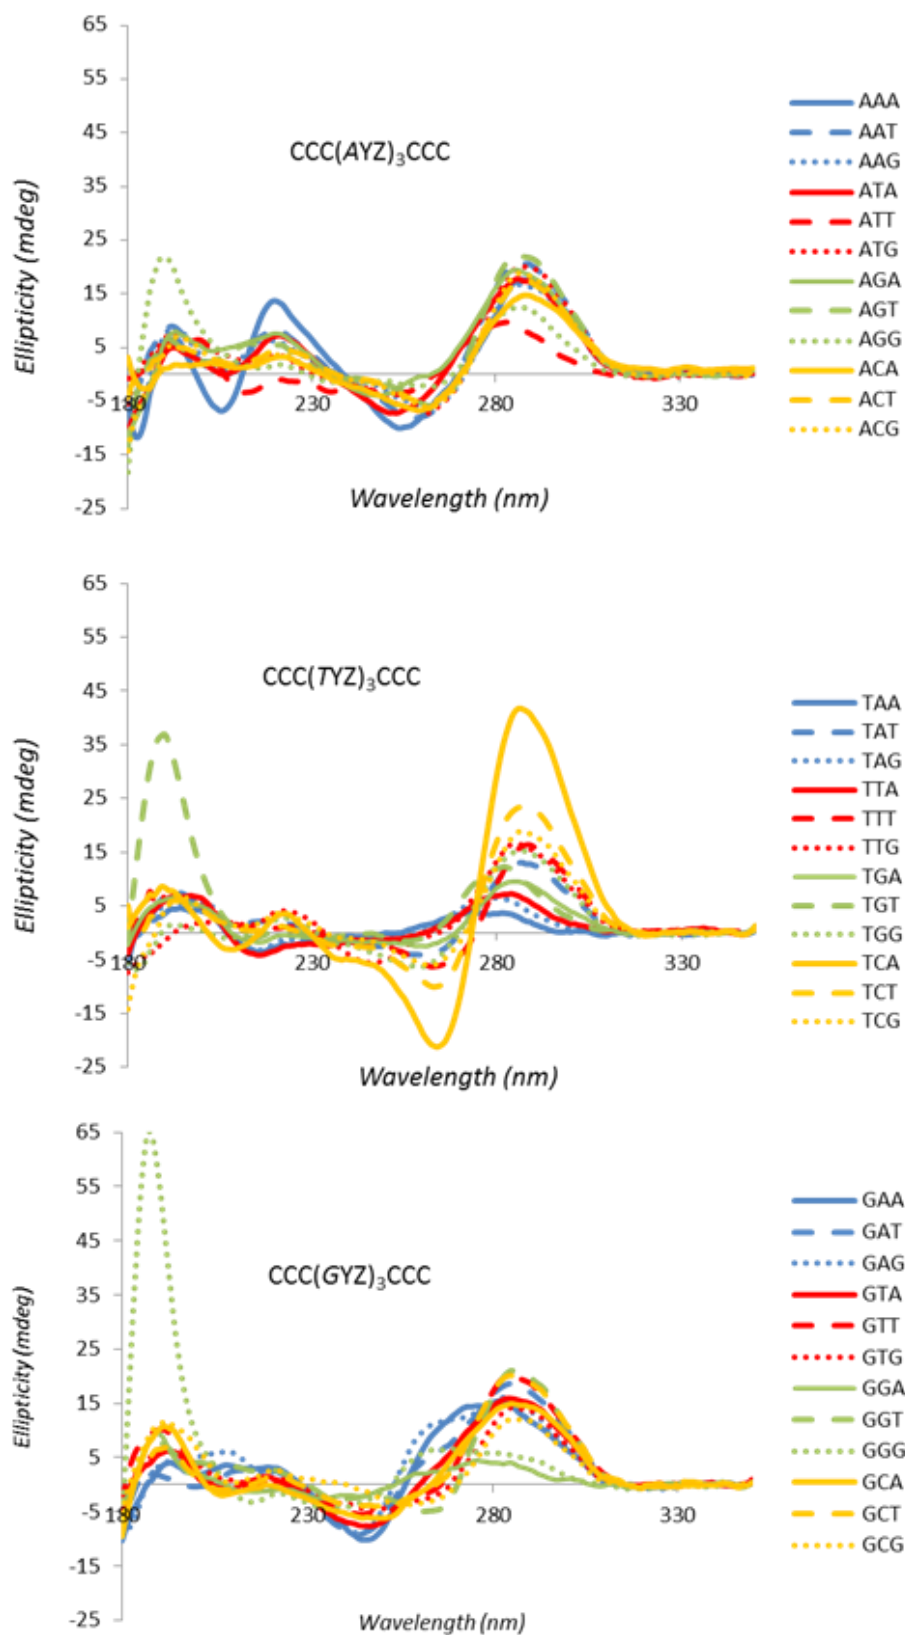 65
55
45
35
25
15
5
-5
-15
-25
Ellipticity (mdeg)
CCC(AYZ)₃CCC
180
230
280
330
Wavelength (nm)
AAA
AAT
AAG
ATA
ATT
ATG
AGA
AGT
AGG
ACA
ACT
ACG
65
55
45
35
25
15
5
-5
-15
-25
Ellipticity (mdeg)
CCC(TYZ)₃CCC
180
230
280
330
Wavelength (nm)
TAA
TAT
TAG
TTA
TTT
TTG
TGA
TGT
TGG
TCA
TCT
TCG
65
55
45
35
25
15
5
-5
-15
-25
Ellipticity (mdeg)
CCC(GYZ)₃CCC
180
230
280
330
Wavelength (nm)
GAA
GAT
GAG
GTA
GTT
GTG
GGA
GGT
GGG
GCA
GCT
GCG